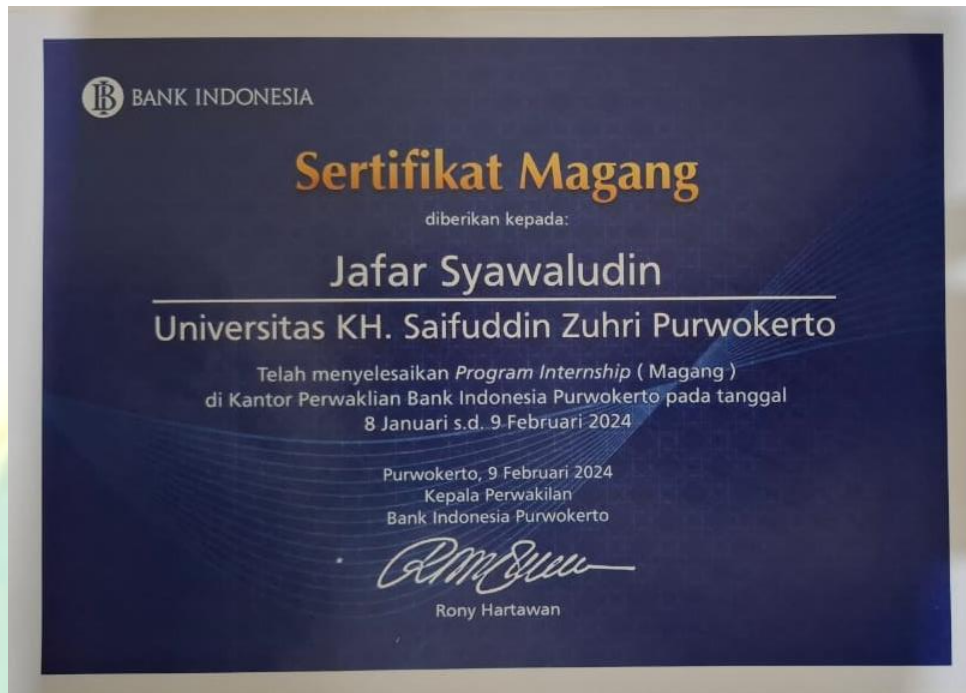 BANK INDONESIA
Sertifikat Magang
diberikan kepada:
Jafar Syawaludin
Universitas KH. Saifuddin Zuhri Purwokerto
Telah menyelesaikan Program Internship ( Magang )
di Kantor Perwaklian Bank Indonesia Purwokerto pada tanggal
8 Januari s.d. 9 Februari 2024
Purwokerto, 9 Februari 2024
Kepala Perwakilan
Bank Indonesia Purwokerto
Rony Hartawan